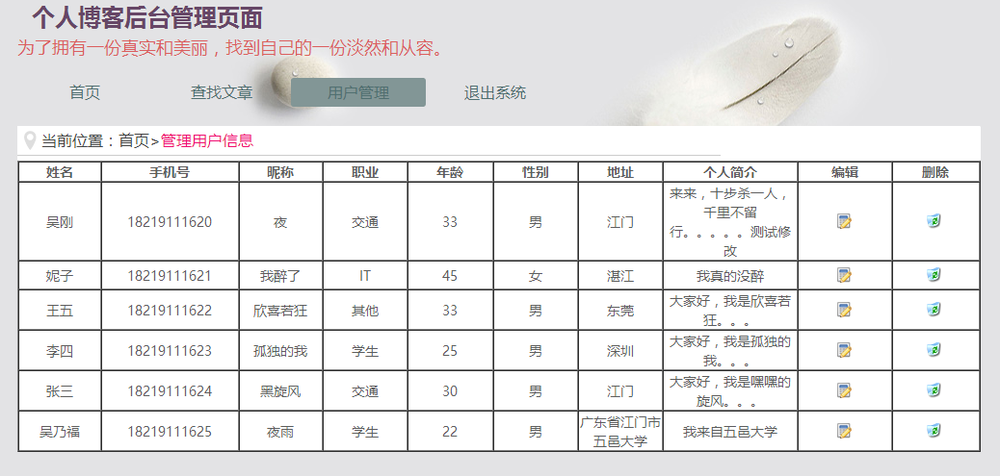 个人博客后台管理页面
为了拥有一份真实和美丽，找到自己的一份淡然和从容。
首页 查找文章 用户管理 退出系统
当前位置：首页>管理用户信息
姓名 手机号 昵称 职业 年龄 性别 地址 个人简介 编辑 删除
吴刚 18219111620 夜 交通 33 男 江门 来来，十步杀一人，
千里不留
行。。。。。测试修
改
妮子 18219111621 我醉了 IT 45 女 湛江 我真的没醉
王五 18219111622 欣喜若狂 其他 33 男 东莞 大家好，我是欣喜若
狂。。。
李四 18219111623 孤独的我 学生 25 男 深圳 大家好，我是孤独的
我。。。
张三 18219111624 黑旋风 交通 30 男 江门 大家好，我是嘿嘿的
旋风。。。
吴乃福 18219111625 夜雨 学生 22 男 广东省江门市 我来自五邑大学
五邑大学